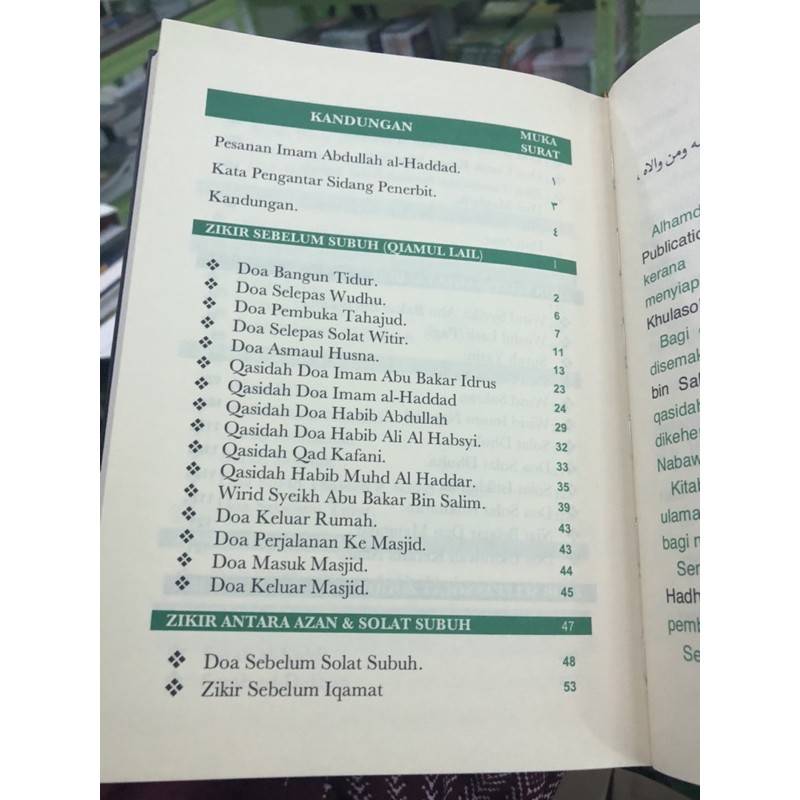 KANDUNGAN MUKA SURAT
Pesanan Imam Abdullah al-Haddad. ١
Kata Pengantar Sidang Penerbit. ٣
Kandungan. ٤
ZIKIR SEBELUM SUBUH (QIAMUL LAIL) 1
❖ Doa Bangun Tidur. 2
❖ Doa Selepas Wudhu. 6
❖ Doa Pembuka Tahajud. 7
❖ Doa Selepas Solat Witir. 11
❖ Doa Asmaul Husna. 13
❖ Qasidah Doa Imam Abu Bakar Idrus 23
❖ Qasidah Doa Imam al-Haddad 24
❖ Qasidah Doa Habib Abdullah 29
❖ Qasidah Doa Habib Ali Al Habsyi. 32
❖ Qasidah Qad Kafani. 33
❖ Qasidah Habib Muhd Al Haddar. 35
❖ Wirid Syeikh Abu Bakar Bin Salim. 39
❖ Doa Keluar Rumah. 43
❖ Doa Perjalanan Ke Masjid. 43
❖ Doa Masuk Masjid. 44
❖ Doa Keluar Masjid. 45
ZIKIR ANTARA AZAN & SOLAT SUBUH 47
❖ Doa Sebelum Solat Subuh. 48
❖ Zikir Sebelum Iqamat 53
ه ومن والاه ،
Alhamd
Publication
kerana
menyiap
Khulaso
Bagi
disemak
bin Sal
qasidah
dikehe
Nabaw
Kitab
ulama
bagi m
Ser
Hadh
pemb
Se